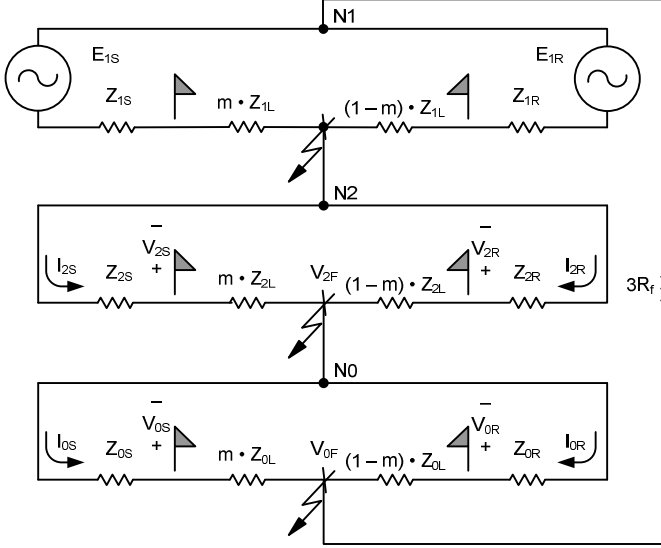 N1
E1S
E1R
Z1S
m • Z1L
(1 – m) • Z1L
Z1R
N2
–
V2S
+
–
V2R
+
I2S
Z2S
m • Z2L
V2F
(1 – m) • Z2L
Z2R
I2R
3Rf
N0
–
V0S
+
–
V0R
+
I0S
Z0S
m • Z0L
V0F
(1 – m) • Z0L
Z0R
I0R